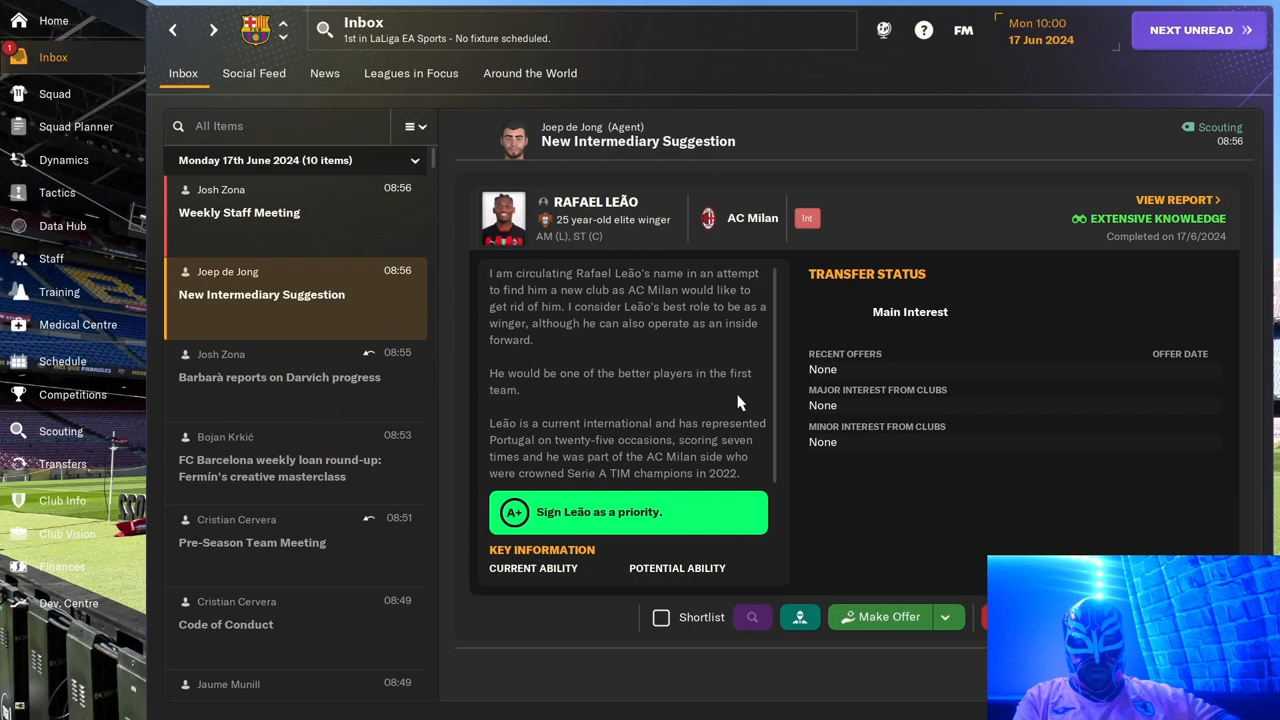 Home
Inbox
1st in LaLiga EA Sports - No fixture scheduled.
FM
Mon 10:00
17 Jun 2024
NEXT UNREAD
1
Inbox
Squad
Squad Planner
Dynamics
Tactics
Data Hub
Staff
Training
Medical Centre
Schedule
Competitions
Scouting
Transfers
Club Info
Club Vision
Finances
Dev. Centre
Inbox
Social Feed
News
Leagues in Focus
Around the World
All Items
Monday 17th June 2024 (10 items)
Josh Zona 08:56
Weekly Staff Meeting
Joep de Jong 08:56
New Intermediary Suggestion
Josh Zona 08:55
Barbarà reports on Darvich progress
Bojan Krkić 08:53
FC Barcelona weekly loan round-up:
Fermín's creative masterclass
Cristian Cervera 08:51
Pre-Season Team Meeting
Cristian Cervera 08:49
Code of Conduct
Jaume Munill 08:49
Joep de Jong (Agent)
New Intermediary Suggestion
Scouting
08:56
RAFAEL LEÃO
25 year-old elite winger
AM (L), ST (C)
AC Milan
Int
VIEW REPORT >
EXTENSIVE KNOWLEDGE
Completed on 17/6/2024
I am circulating Rafael Leão's name in an attempt
to find him a new club as AC Milan would like to
get rid of him. I consider Leão's best role to be as a
winger, although he can also operate as an inside
forward.
He would be one of the better players in the first
team.
Leão is a current international and has represented
Portugal on twenty-five occasions, scoring seven
times and he was part of the AC Milan side who
were crowned Serie A TIM champions in 2022.
A+ Sign Leão as a priority.
KEY INFORMATION
CURRENT ABILITY POTENTIAL ABILITY
TRANSFER STATUS
Main Interest
RECENT OFFERS OFFER DATE
None
MAJOR INTEREST FROM CLUBS
None
MINOR INTEREST FROM CLUBS
None
Shortlist
Make Offer